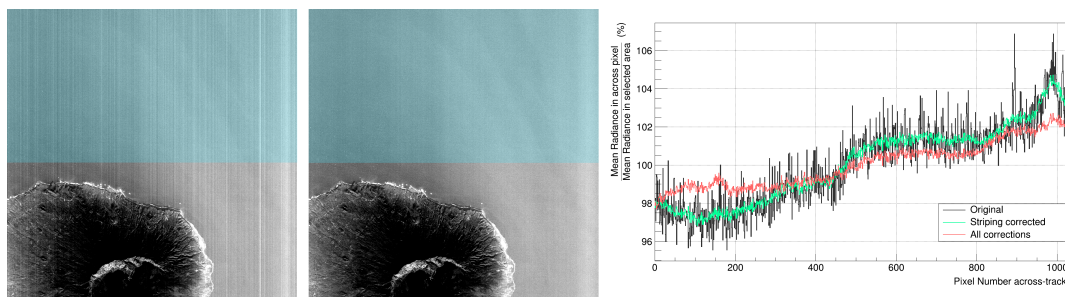 Mean Radiance in across pixel (%)
Mean Radiance in selected area
106
104
102
100
98
96
0 200 400 600 800 1000
Pixel Number across-track
Original
Striping corrected
All corrections